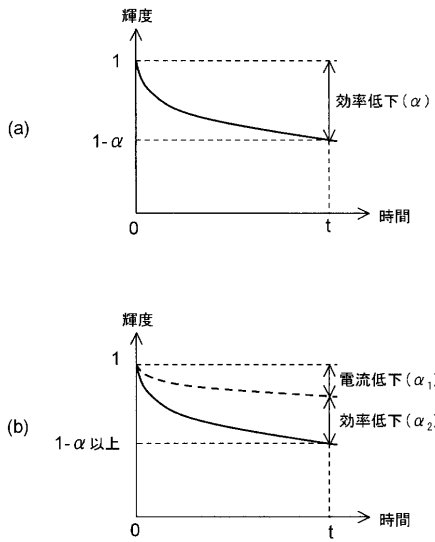 (a)
輝度
1
効率低下(α)
1-α
0
t
時間
(b)
輝度
1
電流低下(α₁)
効率低下(α₂)
1-α 以上
0
t
時間